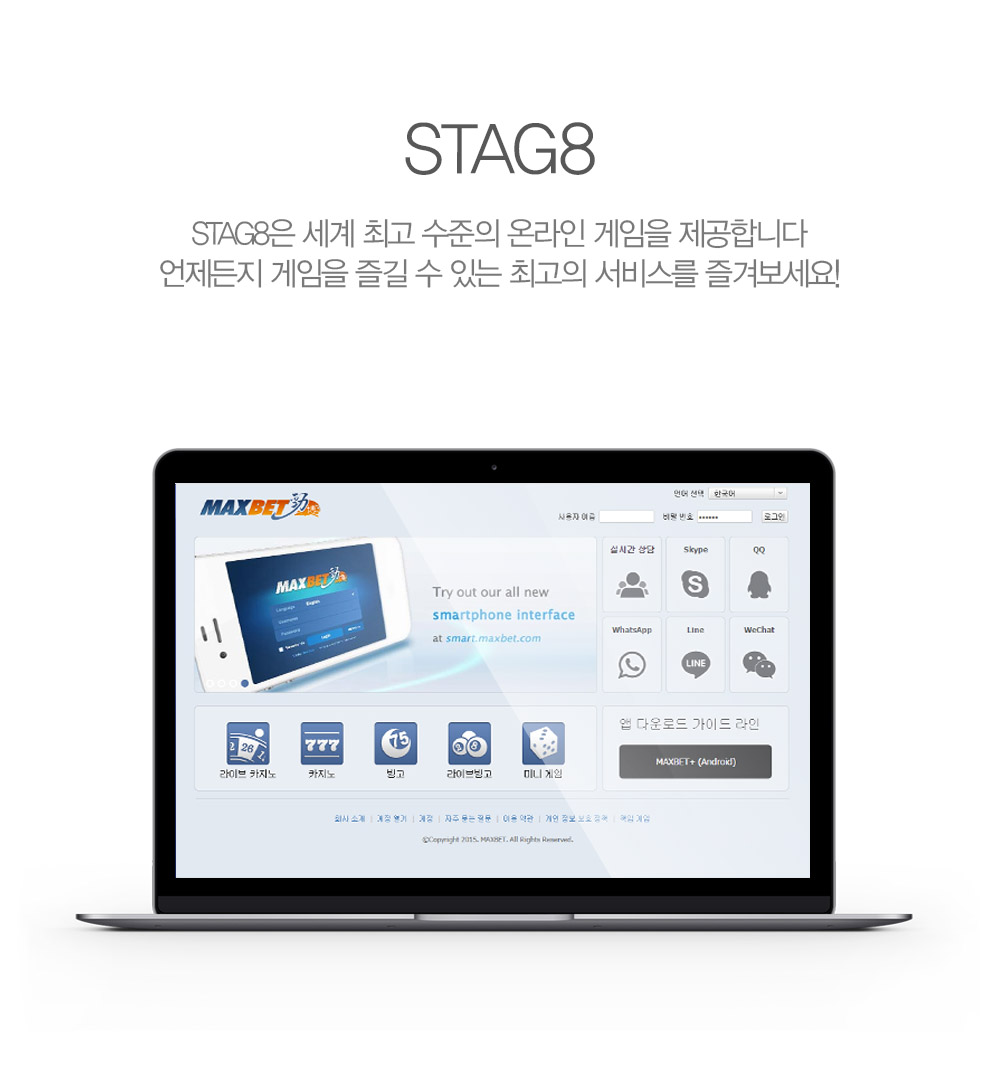 STAG8
STAG8은 세계 최고 수준의 온라인 게임을 제공합니다
언제든지 게임을 즐길 수 있는 최고의 서비스를 즐겨보세요!
언어 선택 한국어
MAXBET
사용자 이름 비밀 번호 •••••• 로그인
실시간 상담 Skype QQ
MAXBET
Language English
Username
Password
Login
Try out our all new
smartphone interface
at smart.maxbet.com
WhatsApp Line WeChat
LINE
앱 다운로드 가이드 라인
MAXBET+ (Android)
26 777 75
라이브 카지노 카지노 빙고 라이브빙고 미니 게임
회사 소개 | 계정 열기 | 계정 | 자주 묻는 질문 | 이용 약관 | 개인 정보 보호 정책 | 책임 게임
©Copyright 2015. MAXBET. All Rights Reserved.